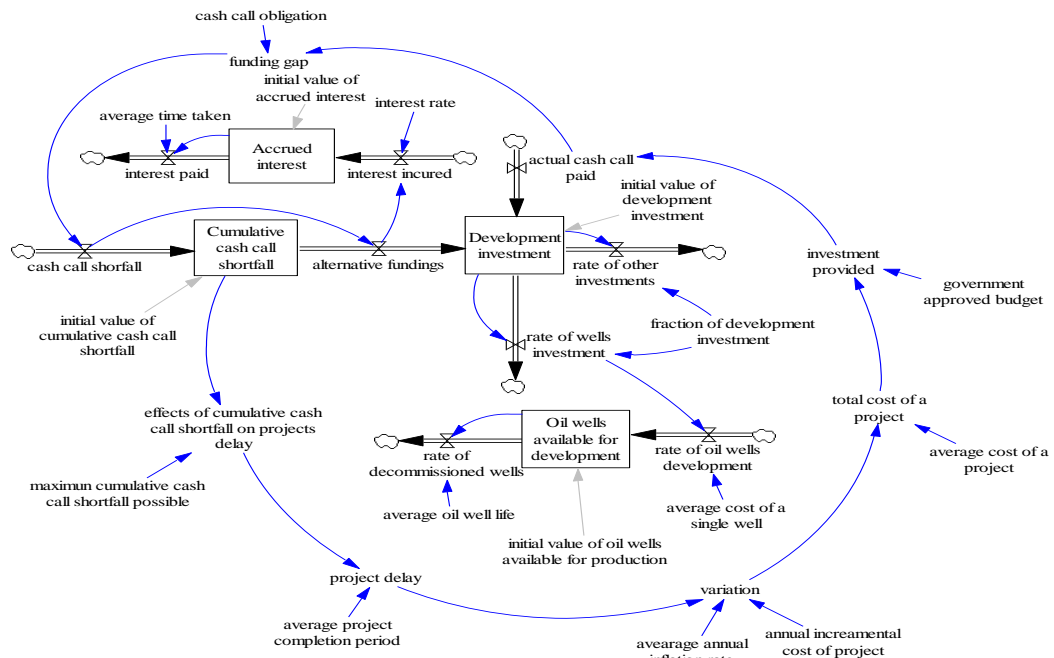 cash call obligation
funding gap
initial value of
accrued interest
average time taken
interest rate
Accrued
interest
interest paid
interest incured
actual cash call
paid
initial value of
development
investment
Cumulative
cash call
shortfall
Development
investment
cash call shorfall
alternative fundings
rate of other
investments
investment
provided
government
approved budget
initial value of
cumulative cash call
shortfall
rate of wells
investment
fraction of development
investment
effects of cumulative cash
call shortfall on projects
delay
Oil wells
available for
development
total cost of a
project
rate of
decommissioned wells
rate of oil wells
development
average cost of a
project
maximun cumulative cash
call shortfall possible
average oil well life
average cost of a
single well
initial value of oil wells
available for production
project delay
variation
average project
completion period
avearage annual
inflation rate
annual increamental
cost of project